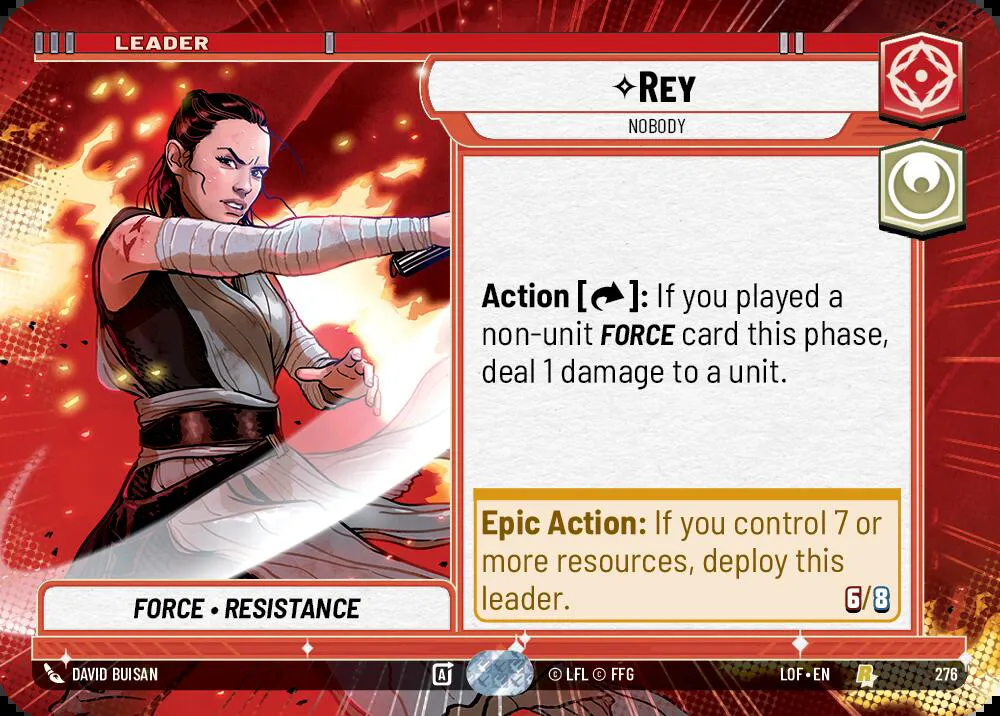 LEADER
REY
NOBODY
Action [ ]: If you played a
non-unit FORCE card this phase,
deal 1 damage to a unit.
Epic Action: If you control 7 or
more resources, deploy this
leader.
6/8
FORCE • RESISTANCE
DAVID BUISAN
A
© LFL © FFG
LOF • EN
R
276